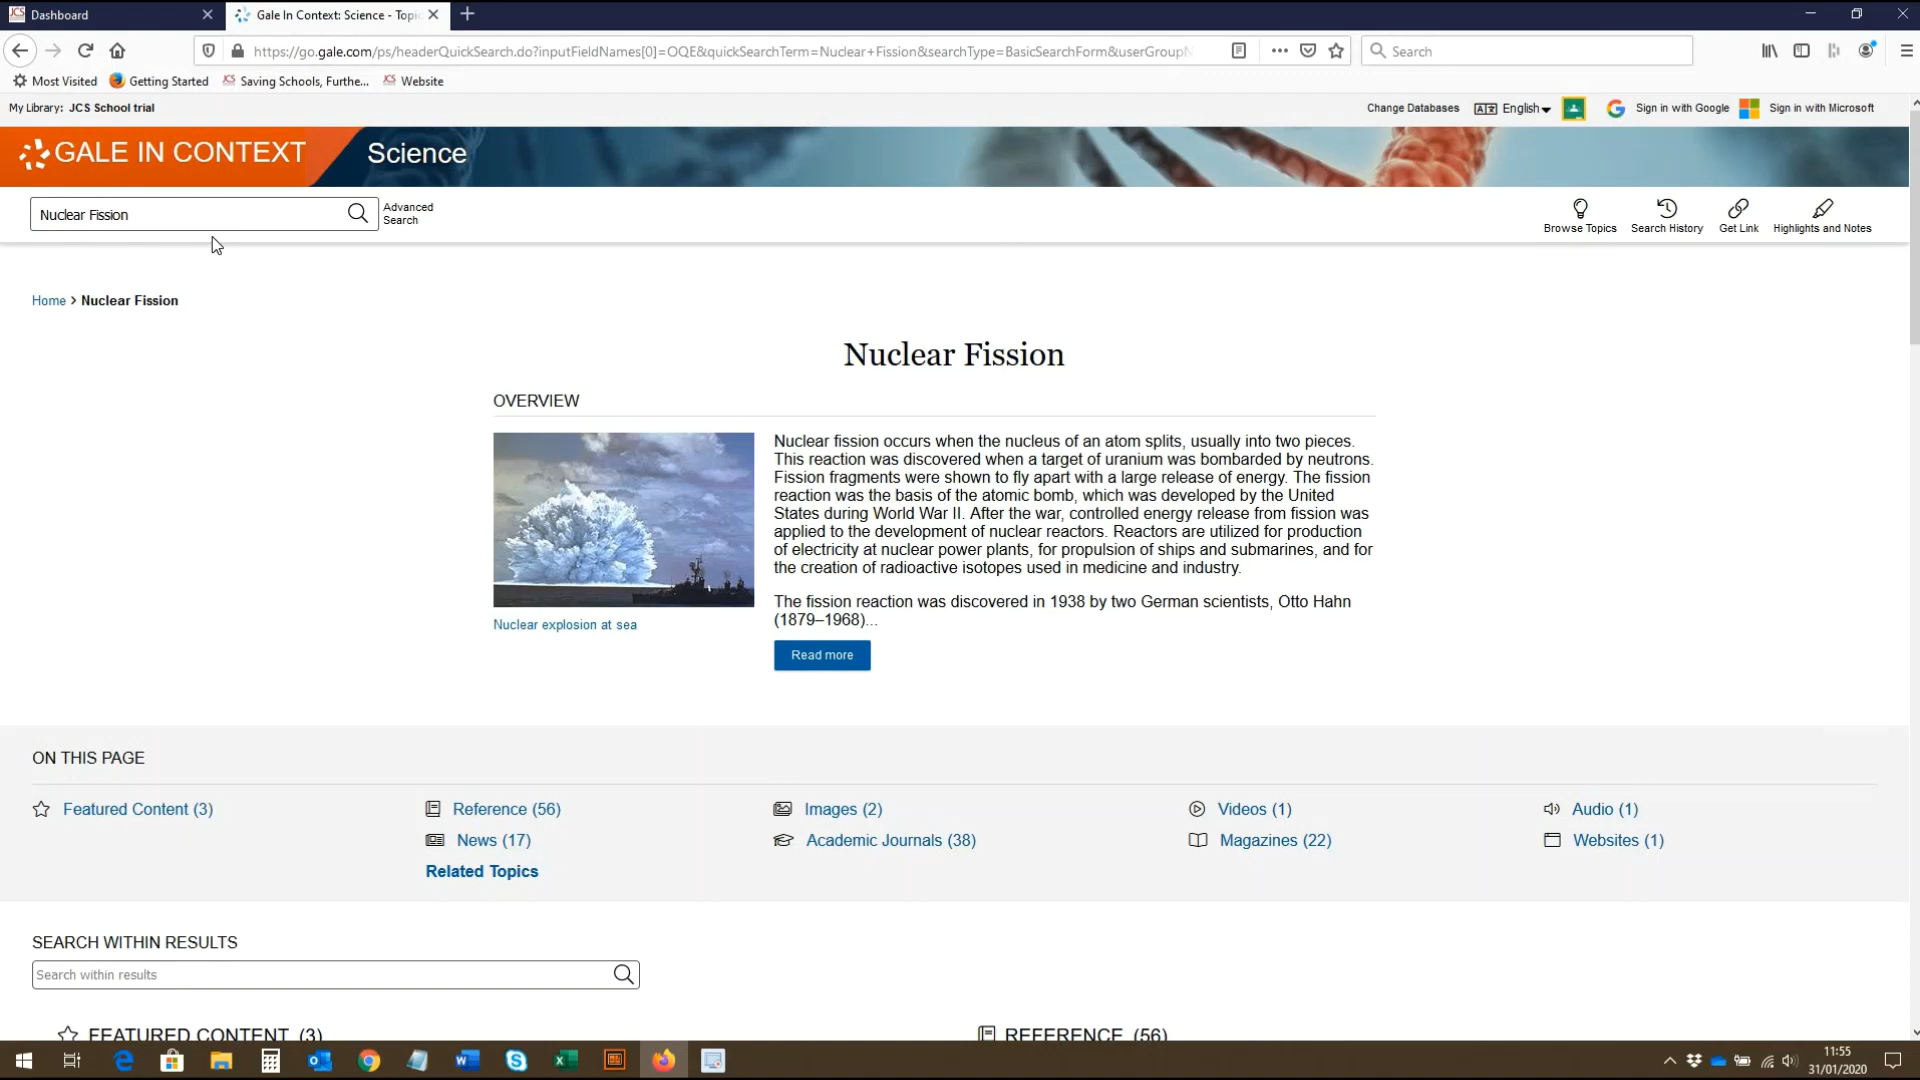 JCS Dashboard
Gale In Context: Science - Topic
https://go.gale.com/ps/headerQuickSearch.do?inputFieldNames[0]=OQE&quickSearchTerm=Nuclear+Fission&searchType=BasicSearchForm&userGroupN
Search
Most Visited
Getting Started
JCS Saving Schools, Furthe...
JCS Website
My Library: JCS School trial
Change Databases
English
Sign in with Google
Sign in with Microsoft
GALE IN CONTEXT
Science
Nuclear Fission
Advanced
Search
Browse Topics
Search History
Get Link
Highlights and Notes
Home > Nuclear Fission
Nuclear Fission
OVERVIEW
Nuclear fission occurs when the nucleus of an atom splits, usually into two pieces.
This reaction was discovered when a target of uranium was bombarded by neutrons.
Fission fragments were shown to fly apart with a large release of energy. The fission
reaction was the basis of the atomic bomb, which was developed by the United
States during World War II. After the war, controlled energy release from fission was
applied to the development of nuclear reactors. Reactors are utilized for production
of electricity at nuclear power plants, for propulsion of ships and submarines, and for
the creation of radioactive isotopes used in medicine and industry.
The fission reaction was discovered in 1938 by two German scientists, Otto Hahn
(1879–1968)...
Nuclear explosion at sea
Read more
ON THIS PAGE
Featured Content (3)
Reference (56)
Images (2)
Videos (1)
Audio (1)
News (17)
Academic Journals (38)
Magazines (22)
Websites (1)
Related Topics
SEARCH WITHIN RESULTS
Search within results
FEATURED CONTENT (3)
REFERENCE (56)
11:55
31/01/2020